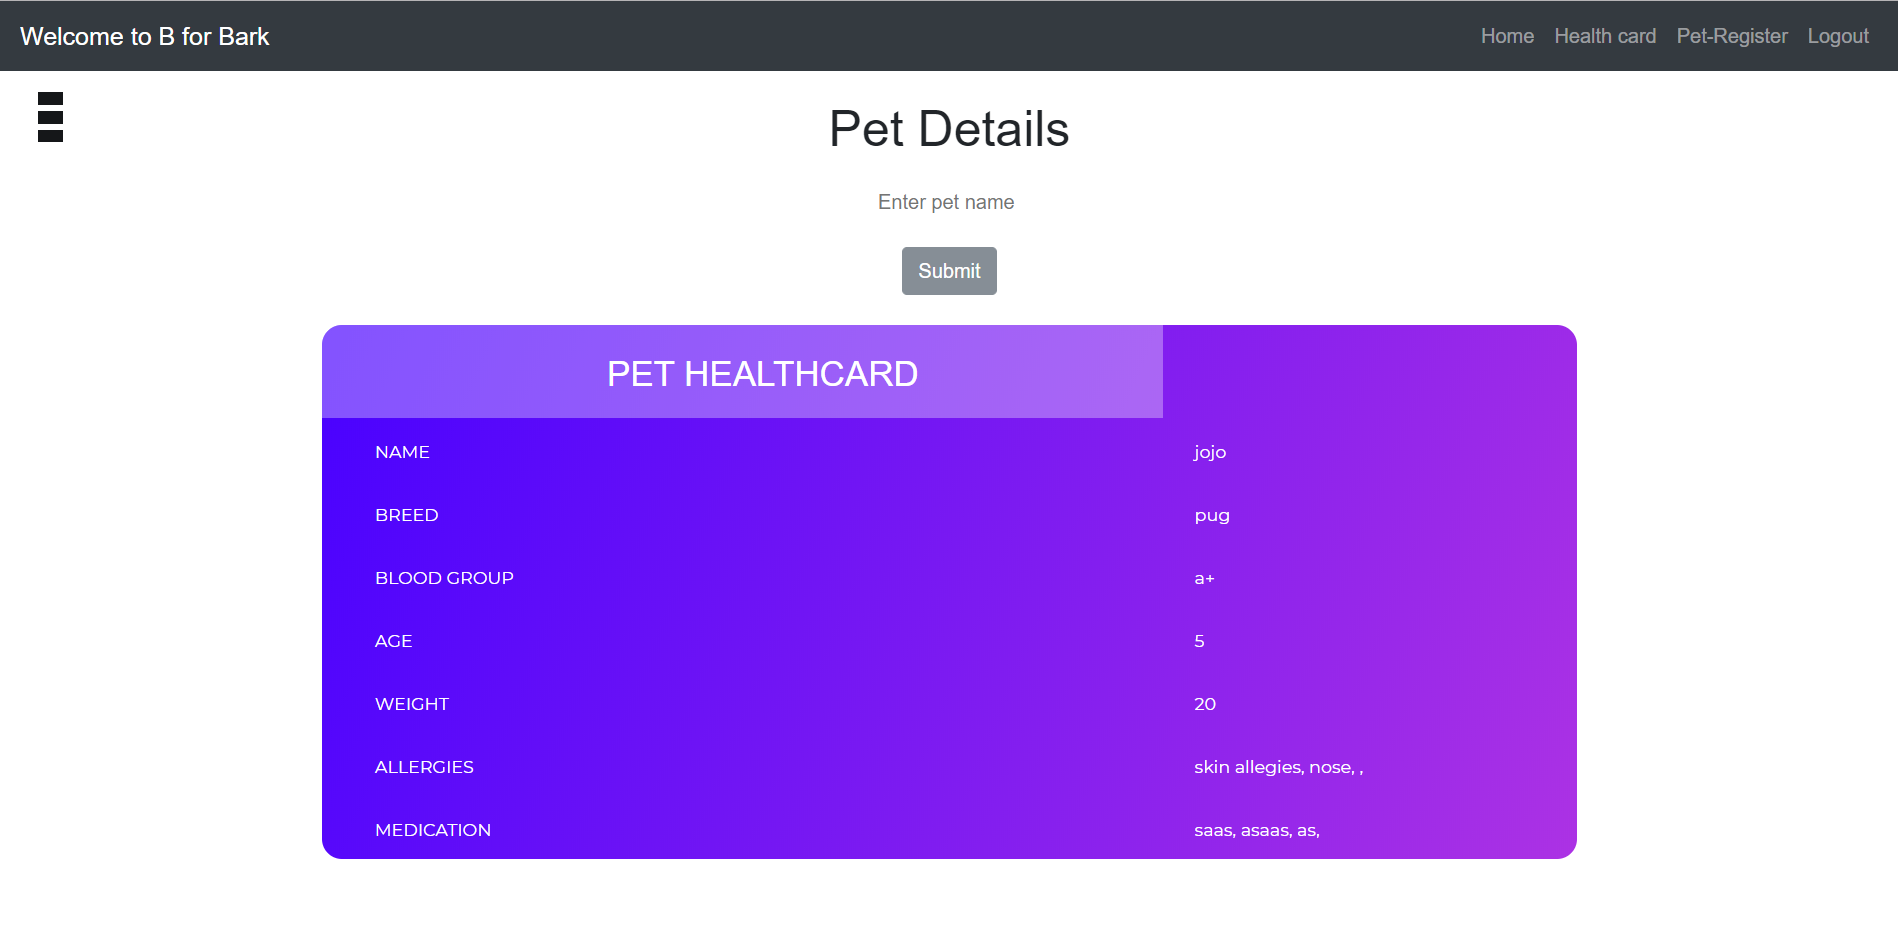 Welcome to B for Bark Home Health card Pet-Register Logout
Pet Details
Enter pet name
Submit
PET HEALTHCARD
NAME jojo
BREED pug
BLOOD GROUP a+
AGE 5
WEIGHT 20
ALLERGIES skin allegies, nose, ,
MEDICATION saas, asaas, as,